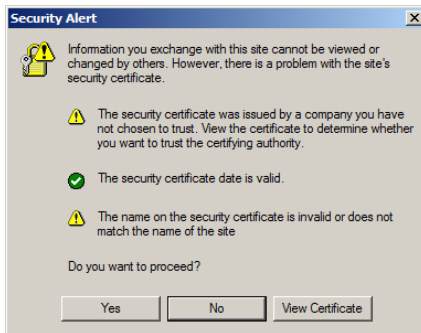 Security Alert
Information you exchange with this site cannot be viewed or
changed by others. However, there is a problem with the site's
security certificate.
The security certificate was issued by a company you have
not chosen to trust. View the certificate to determine whether
you want to trust the certifying authority.
The security certificate date is valid.
The name on the security certificate is invalid or does not
match the name of the site
Do you want to proceed?
Yes No View Certificate